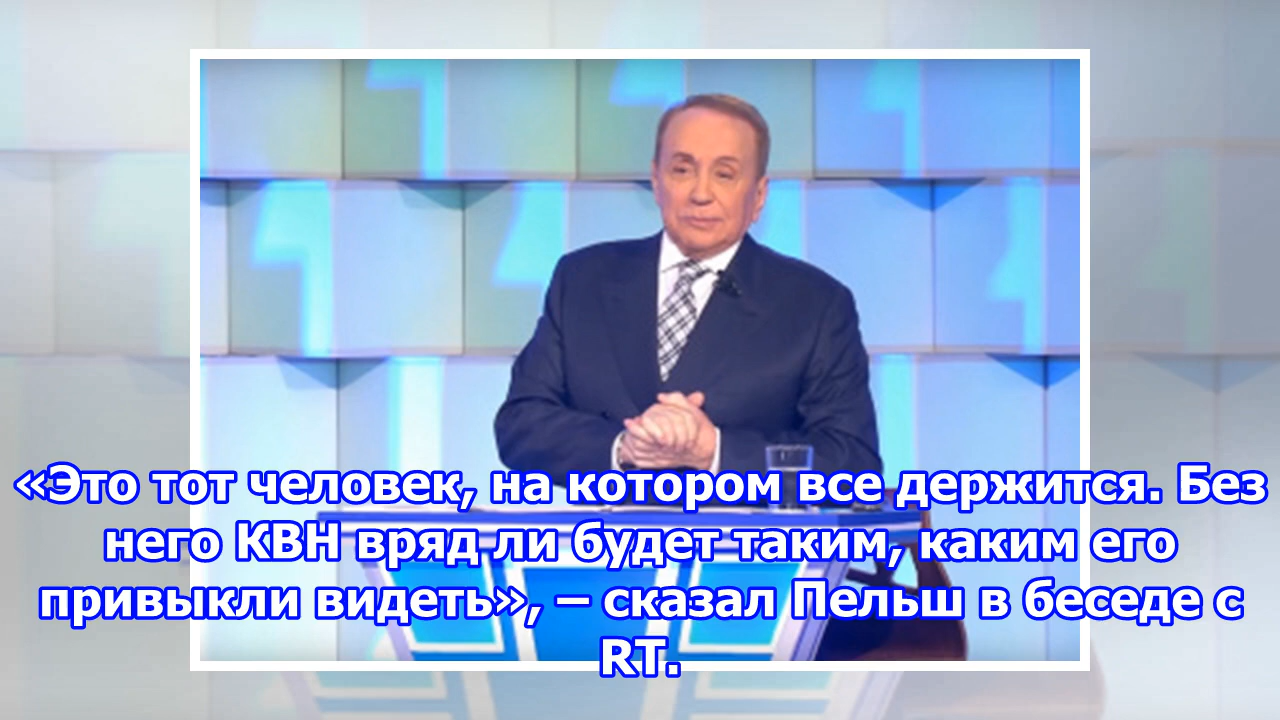 «Это тот человек, на котором все держится. Без
него КВН вряд ли будет таким, каким его
привыкли видеть», – сказал Пельш в беседе с
RT.